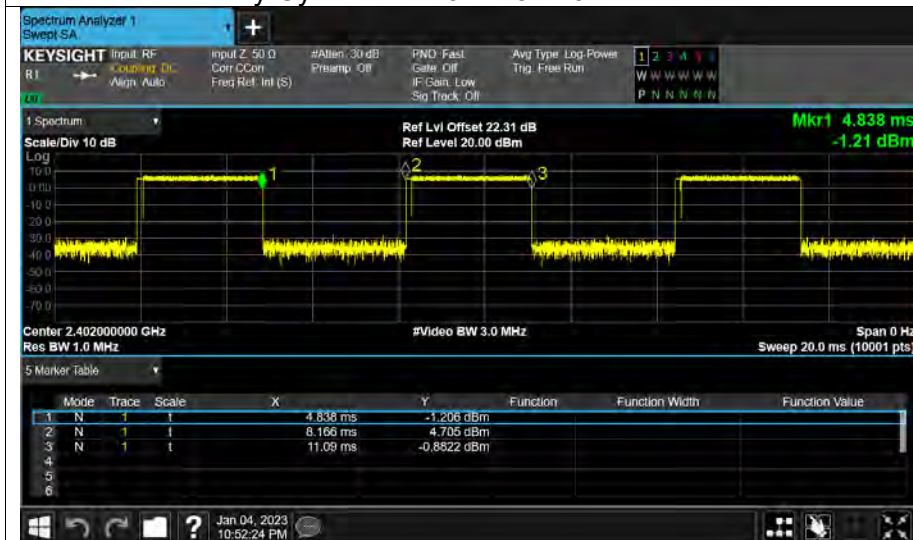 Spectrum Analyzer 1
Swept SA
+
KEYSIGHT Input: RF Input Z: 50 Ω #Atten: 30 dB PNO: Fast Avg Type: Log-Power 1 2 3 4 5 6
R L Coupling: DC Corr CCorr Preamp: Off Gate: Off Trig: Free Run W W W W W W
Align: Auto Freq Ref: Int (S) IF Gain: Low P N N N N N
Sig Track: Off
1 Spectrum Ref Lvl Offset 22.31 dB Mkr1 4.838 ms
Scale/Div 10 dB Ref Level 20.00 dBm -1.21 dBm
Log
10.0
0.00
-10.0
-20.0
-30.0
-40.0
-50.0
-60.0
-70.0
1
2
3
Center 2.402000000 GHz #Video BW 3.0 MHz Span 0 Hz
Res BW 1.0 MHz Sweep 20.0 ms (10001 pts)
5 Marker Table
Mode Trace Scale X Y Function Function Width Function Value
1 N 1 t 4.838 ms -1.206 dBm
2 N 1 t 8.166 ms 4.705 dBm
3 N 1 t 11.09 ms -0.8822 dBm
4
5
6
? Jan 04, 2023
10:52:24 PM